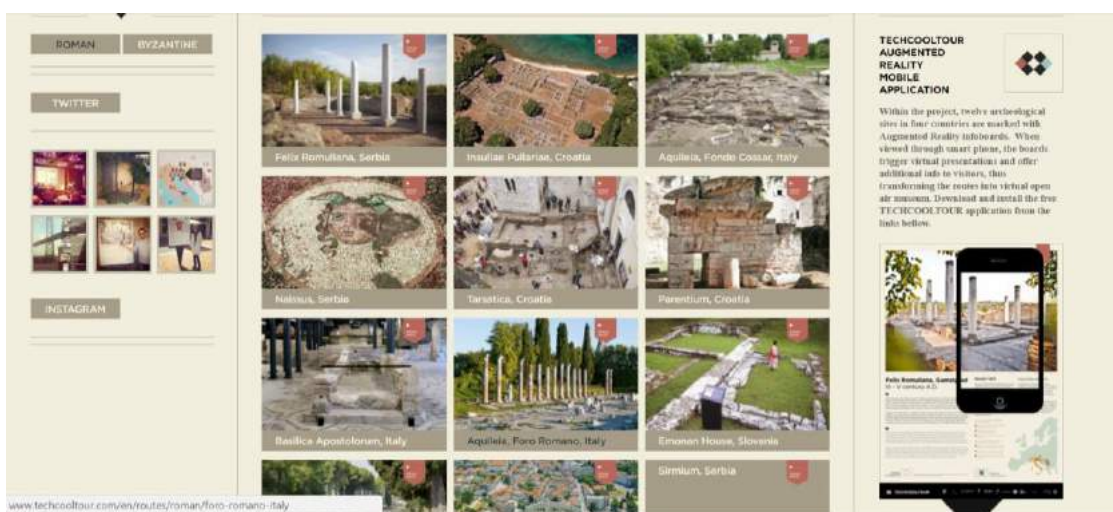 ROMAN
BYZANTINE
TWITTER
INSTAGRAM
Felix Romuliana, Serbia
Insullae Pullariae, Croatia
Aquileia, Fondo Cossar, Italy
Naissus, Serbia
Tarsatica, Croatia
Parentium, Croatia
Basilica Apostolorum, Italy
Aquileia, Foro Romano, Italy
Emonan House, Slovenia
Sirmium, Serbia
TECHCOOLTOUR
AUGMENTED
REALITY
MOBILE
APPLICATION
Within the project, twelve archaeological
sites in four countries are marked with
Augmented Reality infoboards. When
viewed through smart phone, the boards
trigger virtual presentations and offer
additional info to visitors, thus
transforming the routes into virtual open
air museum. Download and install the free
TECHCOOLTOUR application from the
links bellow.
Felix Romuliana,
www.techcooltour.com/en/routes/roman/foro-romano-italy